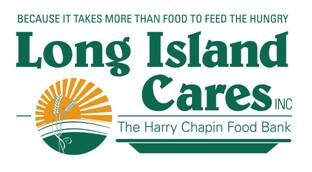 BECAUSE IT TAKES MORE THAN FOOD TO FEED THE HUNGRY
Long Island
Cares INC
The Harry Chapin Food Bank